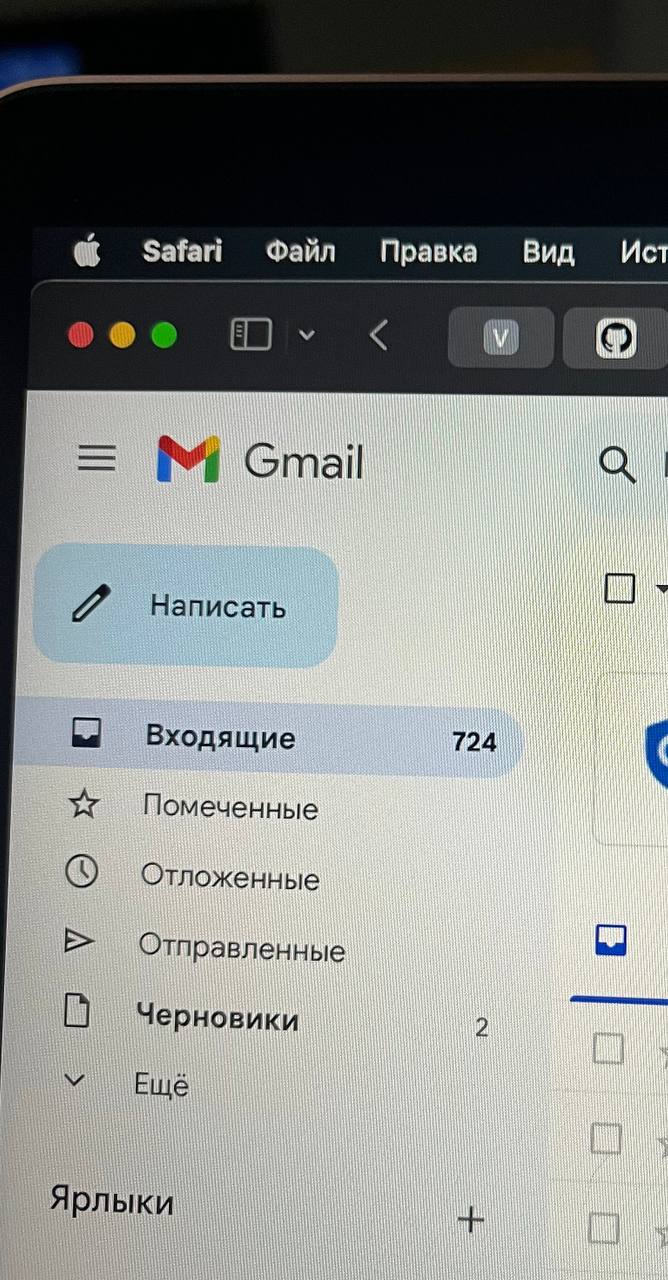 Safari Файл Правка Вид Ист
V
Gmail
Написать
Входящие 724
Помеченные
Отложенные
Отправленные
Черновики 2
Ещё
Ярлыки +